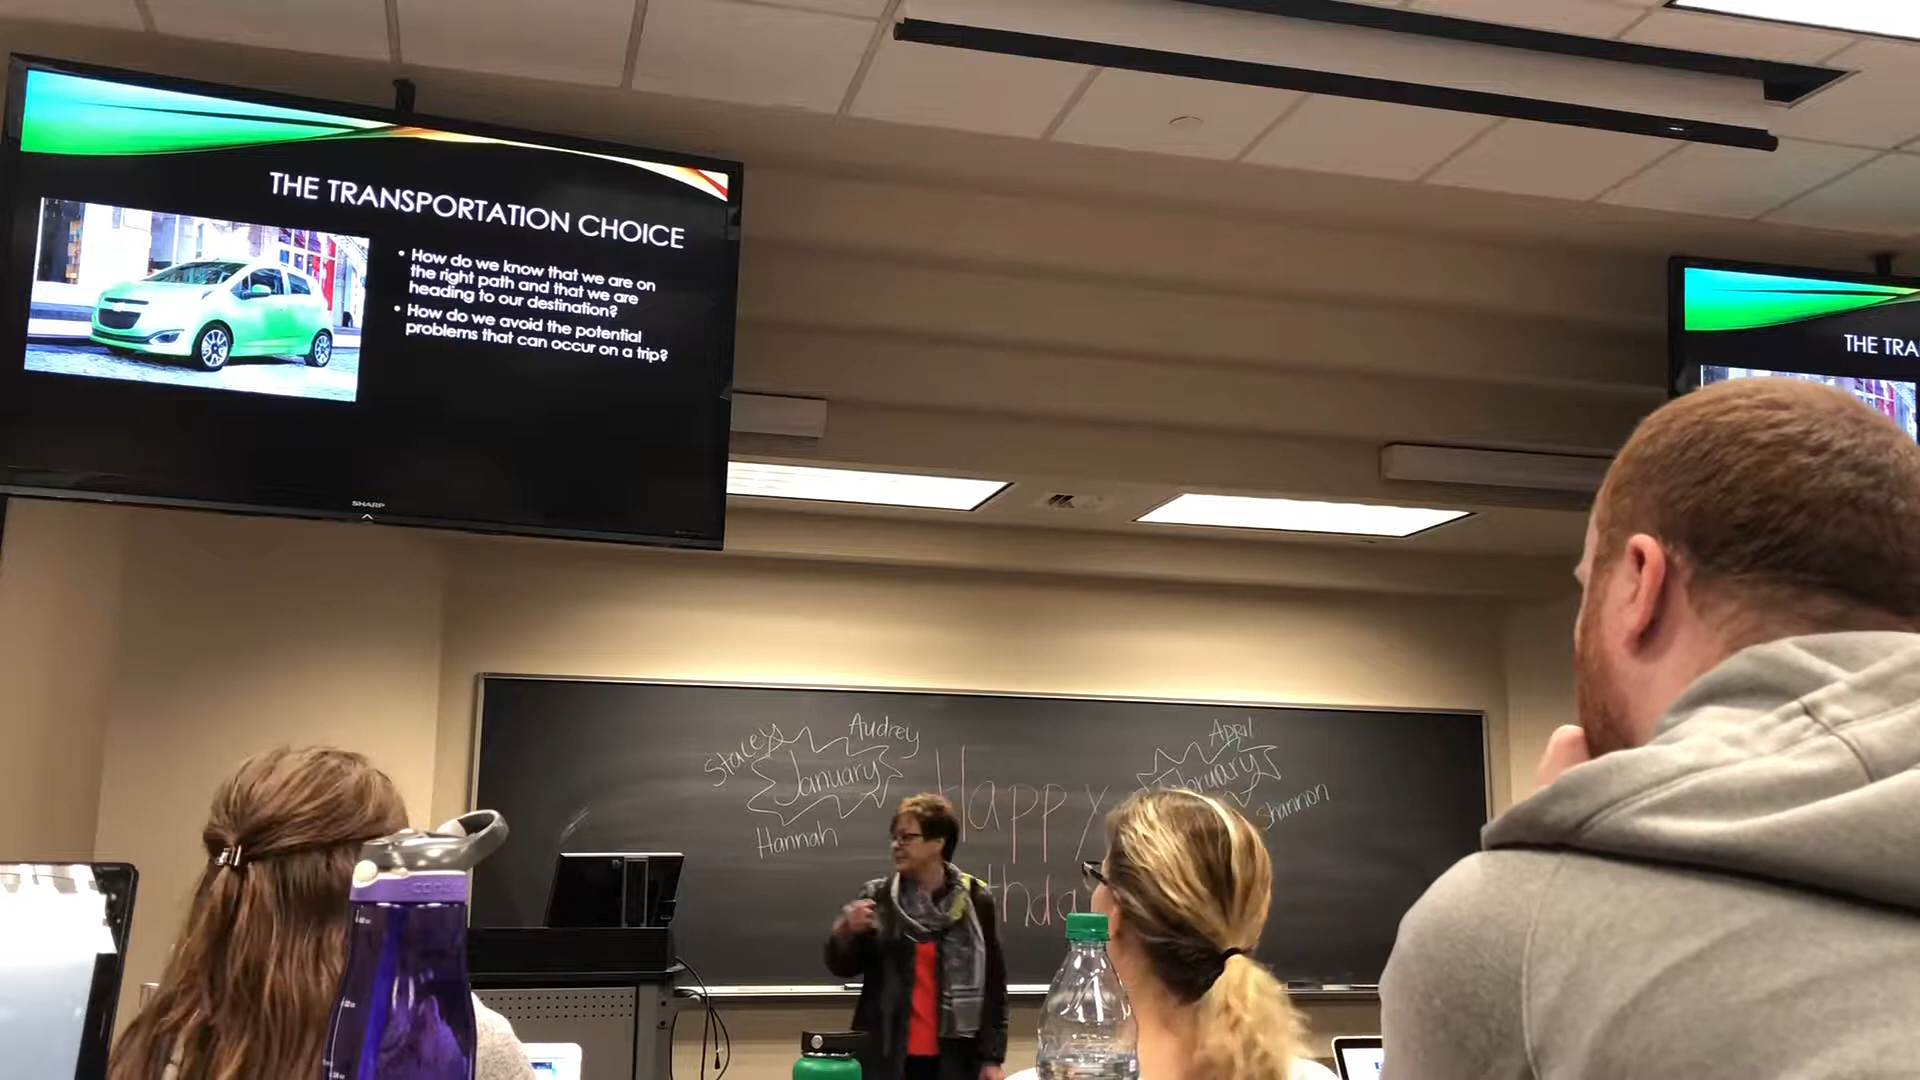 THE TRANSPORTATION CHOICE
• How do we know that we are on
the right path and that we are
heading to our destination?
• How do we avoid the potential
problems that can occur on a trip?
SHARP
THE TRA
Stacey
Audrey
January
Hannah
Happy
thda
April
February
Shannon